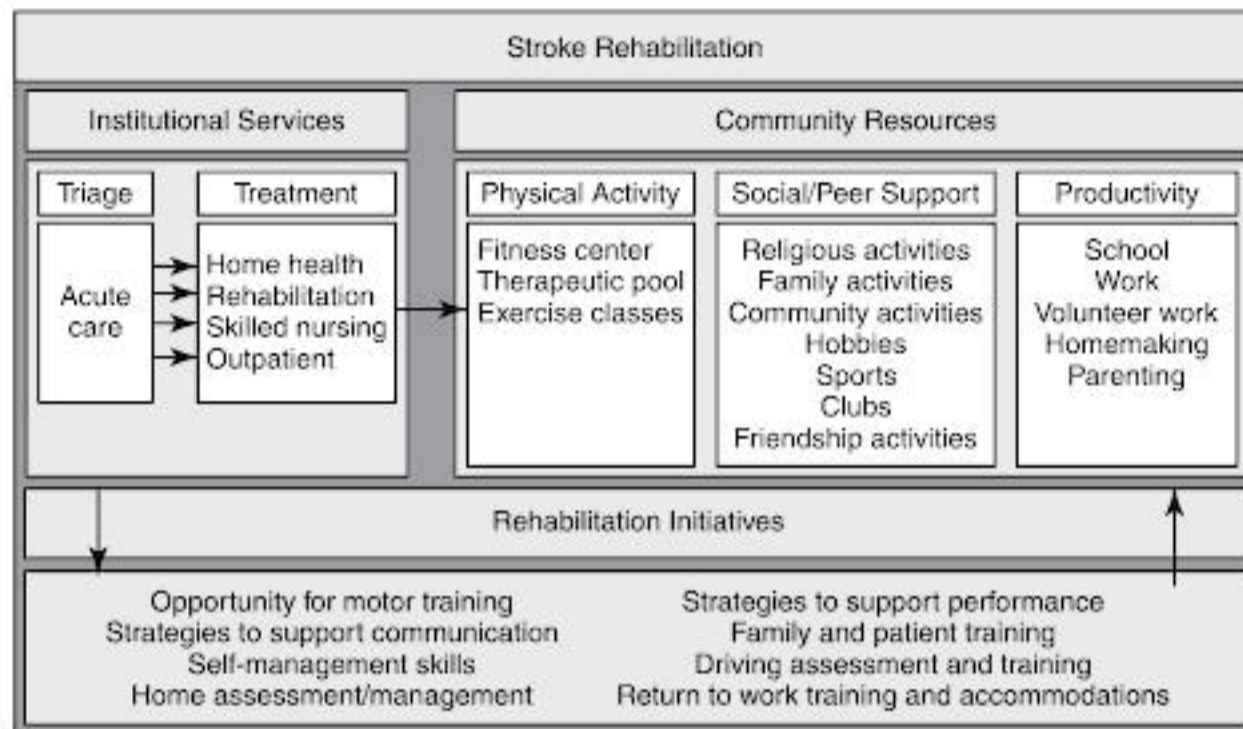 Stroke Rehabilitation
Institutional Services
Triage
Acute
care
Treatment
Home health
Rehabilitation
Skilled nursing
Outpatient
Community Resources
Physical Activity
Fitness center
Therapeutic pool
Exercise classes
Social/Peer Support
Religious activities
Family activities
Community activities
Hobbies
Sports
Clubs
Friendship activities
Productivity
School
Work
Volunteer work
Homemaking
Parenting
Rehabilitation Initiatives
Opportunity for motor training
Strategies to support communication
Self-management skills
Home assessment/management
Strategies to support performance
Family and patient training
Driving assessment and training
Return to work training and accommodations